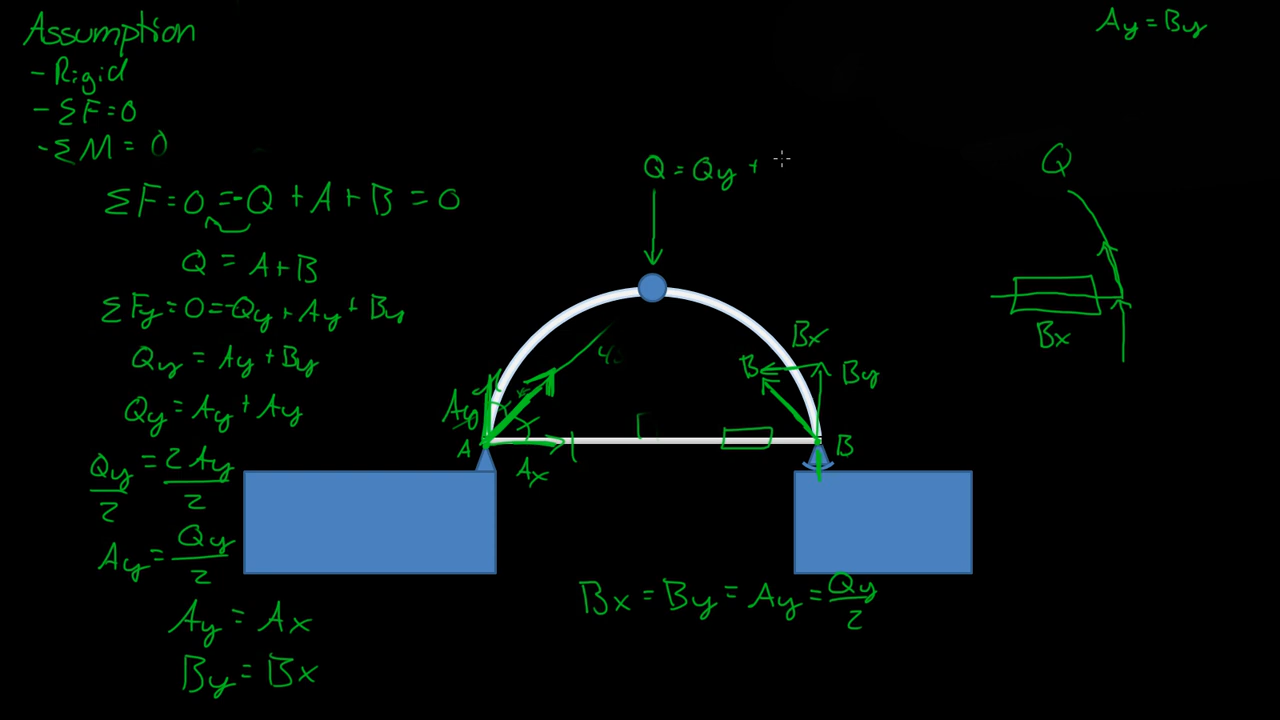 Assumption
- Rigid
- ΣF=0
- ΣM = 0
Ay = By
ΣF = 0 = -Q + A + B = 0
Q = A+B
ΣFy = 0 = -Qy + Ay + By
Qy = Ay + By
Qy = Ay + Ay
Qy/2 = 2Ay/2
Ay = Qy/2
Ay = Ax
By = Bx
Q = Qy +
Ay
A
Ax
Bx
B
By
B
Q
Bx
Bx = By = Ay = Qy/2